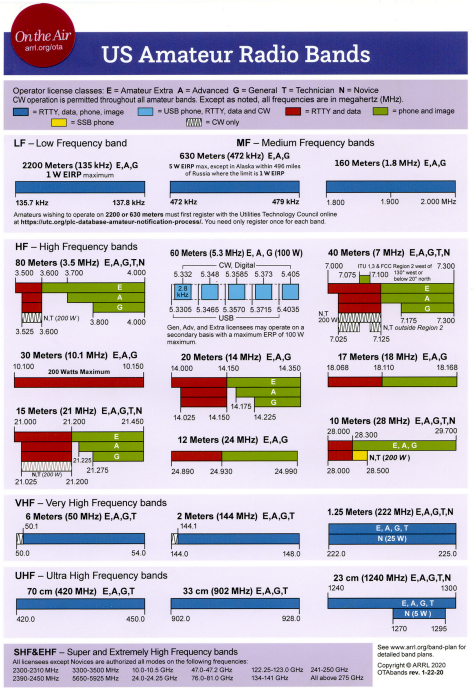 On the Air
arrl.org/ota
US Amateur Radio Bands
Operator license classes: E = Amateur Extra A = Advanced G = General T = Technician N = Novice
CW operation is permitted throughout all amateur bands. Except as noted, all frequencies are in megahertz (MHz).
= RTTY, data, phone, image = USB phone, RTTY, data and CW = RTTY and data = phone and image
= SSB phone = CW only
LF – Low Frequency band
MF – Medium Frequency bands
2200 Meters (135 kHz) E,A,G
1 W EIRP maximum
135.7 kHz 137.8 kHz
630 Meters (472 kHz) E,A,G
5 W EIRP max, except in Alaska within 496 miles
of Russia where the limit is 1 W EIRP
472 kHz 479 kHz
160 Meters (1.8 MHz) E,A,G
1.800 1.900 2.000 MHz
Amateurs wishing to operate on 2200 or 630 meters must first register with the Utilities Technology Council online
at https://utc.org/plc-database-amateur-notification-process/. You need only register once for each band.
HF – High Frequency bands
80 Meters (3.5 MHz) E,A,G,T,N
3.500 3.600 3.700 4.000
E
A
G
N,T (200 W)
3.800 4.000
3.525 3.600
60 Meters (5.3 MHz) E, A, G (100 W)
CW, Digital
5.332 5.348 5.3585 5.373 5.405
2.8
kHz
5.3305 5.3465 5.3570 5.3715 5.4035
USB
Gen, Adv, and Extra licensees may operate on a
secondary basis with a maximum ERP of 100 W
maximum.
40 Meters (7 MHz) E,A,G,T,N
7.000 7.075 7.100 7.300
ITU 1,3 & FCC Region 2 west of
130° west or
below 20° north
E
A
G
N,T
200 W)
7.175 7.300
N,T outside Region 2
7.025 7.125
30 Meters (10.1 MHz) E,A,G
10.100 10.150
200 Watts Maximum
20 Meters (14 MHz) E,A,G
14.000 14.150 14.350
E
A
G
14.175
14.025 14.150 14.225
17 Meters (18 MHz) E,A,G
18.068 18.110 18.168
15 Meters (21 MHz) E,A,G,T,N
21.000 21.200 21.450
E
A
G
21.225
N,T (200 W)
21.275
21.025 21.200
12 Meters (24 MHz) E,A,G
24.890 24.930 24.990
10 Meters (28 MHz) E,A,G,T,N
28.000 28.300 29.700
E, A, G
N,T (200 W)
28.000 28.500
VHF – Very High Frequency bands
6 Meters (50 MHz) E,A,G,T
50.1
50.0 54.0
2 Meters (144 MHz) E,A,G,T
144.1
144.0 148.0
1.25 Meters (222 MHz) E,A,G,T,N
E, A, G, T
N (25 W)
222.0 225.0
UHF – Ultra High Frequency bands
70 cm (420 MHz) E,A,G,T
420.0 450.0
33 cm (902 MHz) E,A,G,T
902.0 928.0
23 cm (1240 MHz) E,A,G,T,N
1240 1300
E, A, G, T
N (5 W)
1270 1295
SHF&EHF – Super and Extremely High Frequency bands
All licensees except Novices are authorized all modes on the following frequencies:
2300-2310 MHz 3300-3500 MHz 10.0-10.5 GHz 47.0-47.2 GHz 122.25-123.0 GHz 241-250 GHz
2390-2450 MHz 5650-5925 MHz 24.0-24.25 GHz 76.0-81.0 GHz 134-141 GHz All above 275 GHz
See www.arrl.org/band-plan for
detailed band plans.
Copyright © ARRL 2020
OTAbands rev. 1-22-20